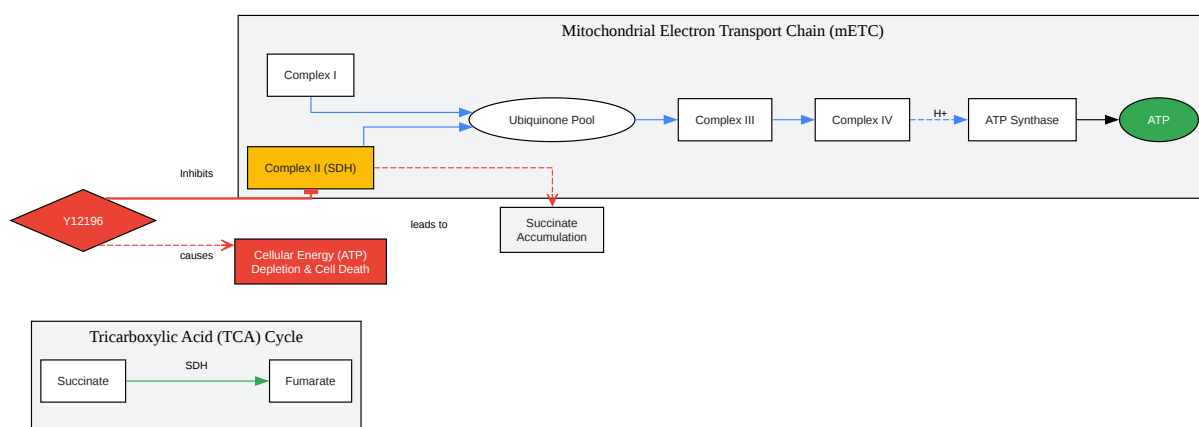 Mitochondrial Electron Transport Chain (mETC)
Complex I
Ubiquinone Pool
Complex III
Complex IV
H+
ATP Synthase
ATP
Complex II (SDH)
Inhibits
Y12196
leads to
Succinate
Accumulation
causes
Cellular Energy (ATP)
Depletion & Cell Death
Tricarboxylic Acid (TCA) Cycle
Succinate
SDH
Fumarate